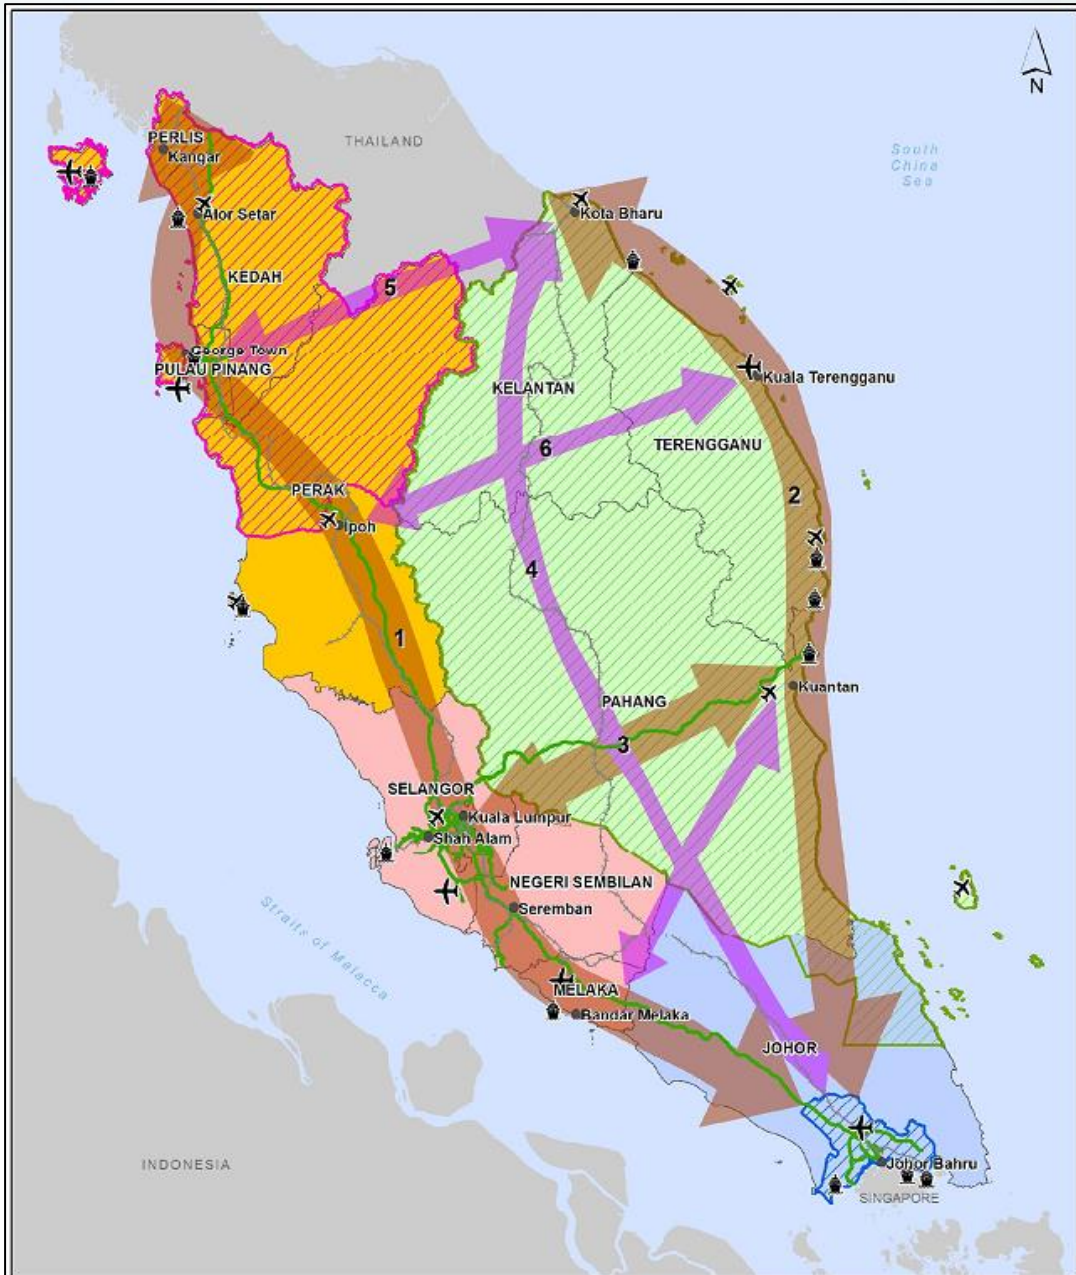 N
THAILAND
South
China
Sea
PERLIS
Kangar
Alor Setar
Kota Bharu
KEDAH
5
George Town
PULAU PINANG
KELANTAN
Kuala Terengganu
6
TERENGGANU
PERAK
2
Ipoh
4
1
Kuantan
PAHANG
3
SELANGOR
Kuala Lumpur
Shah Alam
NEGERI SEMBILAN
Seremban
Straits of Malacca
MELAKA
Bandar Melaka
JOHOR
INDONESIA
Johor Bahru
SINGAPORE